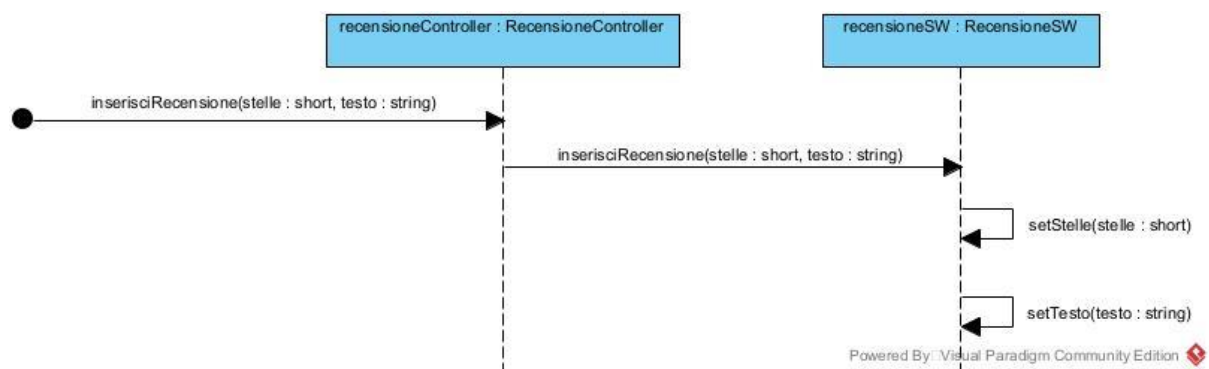 recensioneController : RecensioneController
recensioneSW : RecensioneSW
inserisciRecensione(stelle : short, testo : string)
inserisciRecensione(stelle : short, testo : string)
setStelle(stelle : short)
setTesto(testo : string)
Powered By Visual Paradigm Community Edition